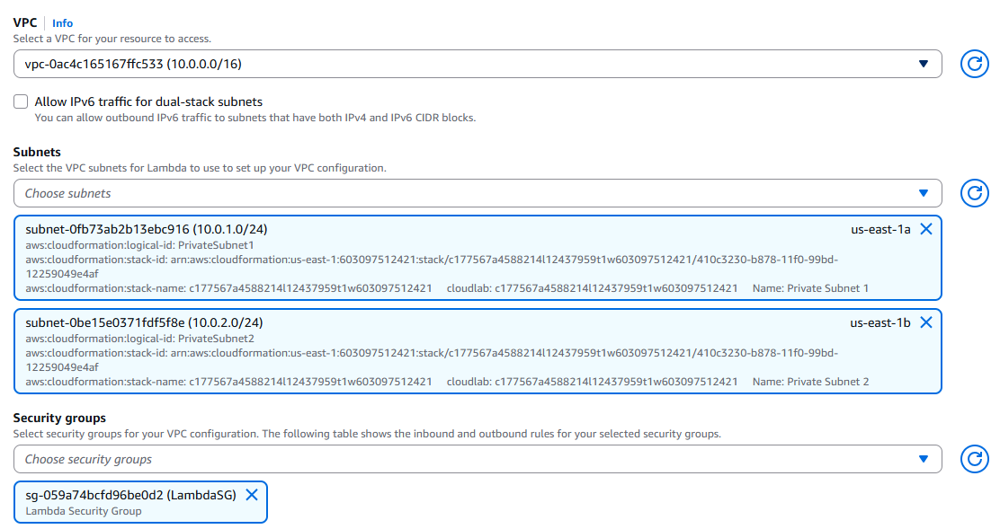 VPC | Info
Select a VPC for your resource to access.
vpc-0ac4c165167ffc533 (10.0.0.0/16)
Allow IPv6 traffic for dual-stack subnets
You can allow outbound IPv6 traffic to subnets that have both IPv4 and IPv6 CIDR blocks.
Subnets
Select the VPC subnets for Lambda to use to set up your VPC configuration.
Choose subnets
subnet-0fb73ab2b13ebc916 (10.0.1.0/24) us-east-1a
aws:cloudformation:logical-id: PrivateSubnet1
aws:cloudformation:stack-id: arn:aws:cloudformation:us-east-1:603097512421:stack/c177567a4588214l12437959t1w603097512421/410c3230-b878-11f0-99bd-
12259049e4af
aws:cloudformation:stack-name: c177567a4588214l12437959t1w603097512421 cloudlab: c177567a4588214l12437959t1w603097512421 Name: Private Subnet 1
subnet-0be15e0371fdf5f8e (10.0.2.0/24) us-east-1b
aws:cloudformation:logical-id: PrivateSubnet2
aws:cloudformation:stack-id: arn:aws:cloudformation:us-east-1:603097512421:stack/c177567a4588214l12437959t1w603097512421/410c3230-b878-11f0-99bd-
12259049e4af
aws:cloudformation:stack-name: c177567a4588214l12437959t1w603097512421 cloudlab: c177567a4588214l12437959t1w603097512421 Name: Private Subnet 2
Security groups
Select security groups for your VPC configuration. The following table shows the inbound and outbound rules for your selected security groups.
Choose security groups
sg-059a74bcfd96be0d2 (LambdaSG)
Lambda Security Group